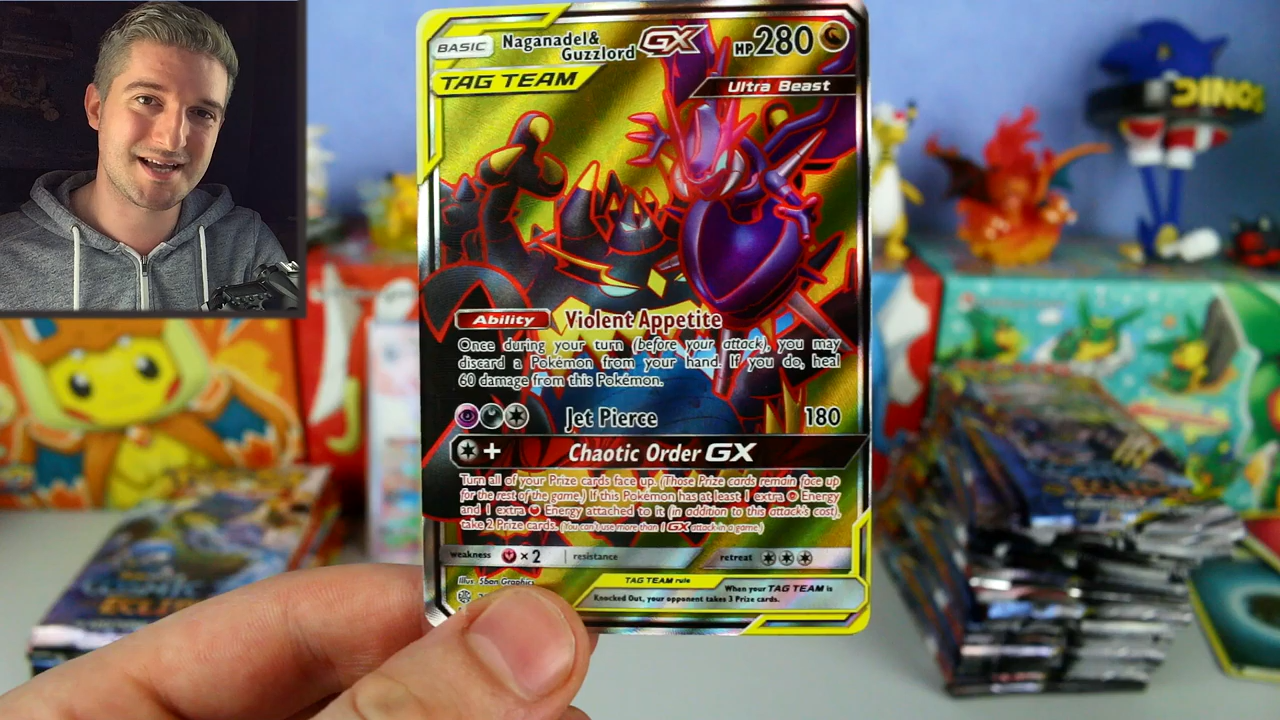 BASIC
Naganadel&
Guzzlord GX
HP 280
TAG TEAM
Ultra Beast
DINOS
Ability Violent Appetite
Once during your turn (before your attack), you may
discard a Pokémon from your hand. If you do, heal
60 damage from this Pokémon.
Jet Pierce 180
+ Chaotic Order GX
Turn all of your Prize cards face up. (Those Prize cards remain face up
for the rest of the game.) If this Pokémon has at least 1 extra Energy
and 1 extra Energy attached to it (in addition to this attack's cost),
take 2 Prize cards. (You can't use more than 1 GX attack in a game.)
weakness × 2 resistance retreat
Illus. 5ban Graphics
TAG TEAM rule
When your TAG TEAM is
Knocked Out, your opponent takes 3 Prize cards.